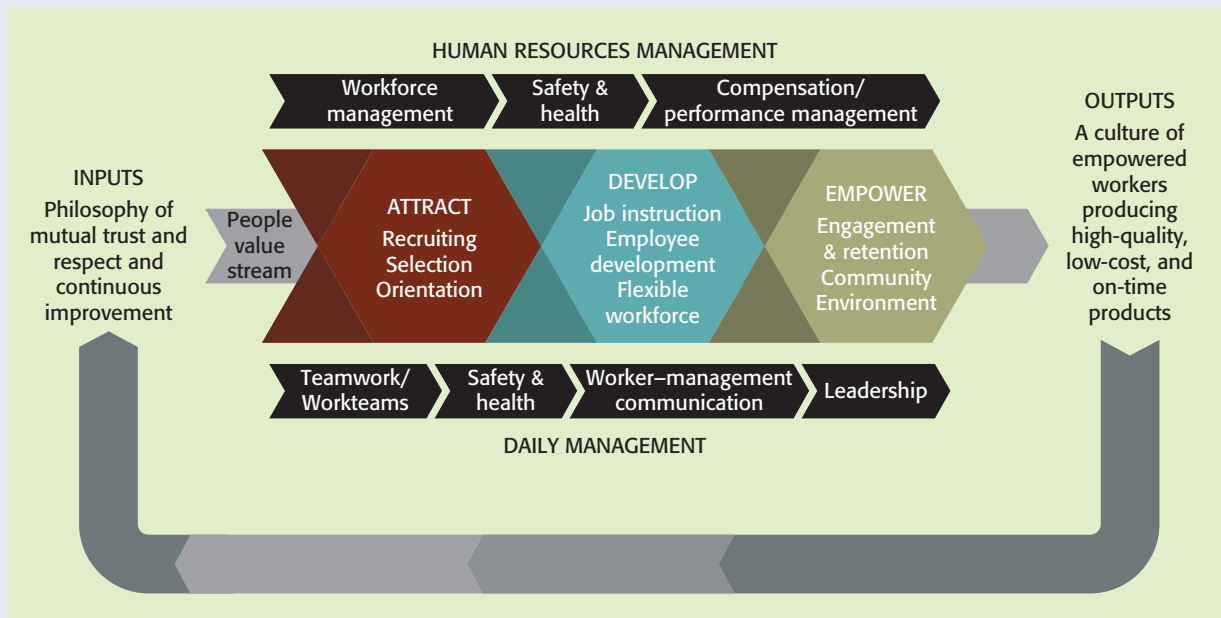 HUMAN RESOURCES MANAGEMENT
Workforce
management
Safety &
health
Compensation/
performance management
INPUTS
Philosophy of
mutual trust and
respect and
continuous
improvement
People
value
stream
ATTRACT
Recruiting
Selection
Orientation
DEVELOP
Job instruction
Employee
development
Flexible
workforce
EMPOWER
Engagement
& retention
Community
Environment
OUTPUTS
A culture of
empowered
workers
producing
high-quality,
low-cost, and
on-time
products
Teamwork/
Workteams
Safety &
health
Worker–management
communication
Leadership
DAILY MANAGEMENT